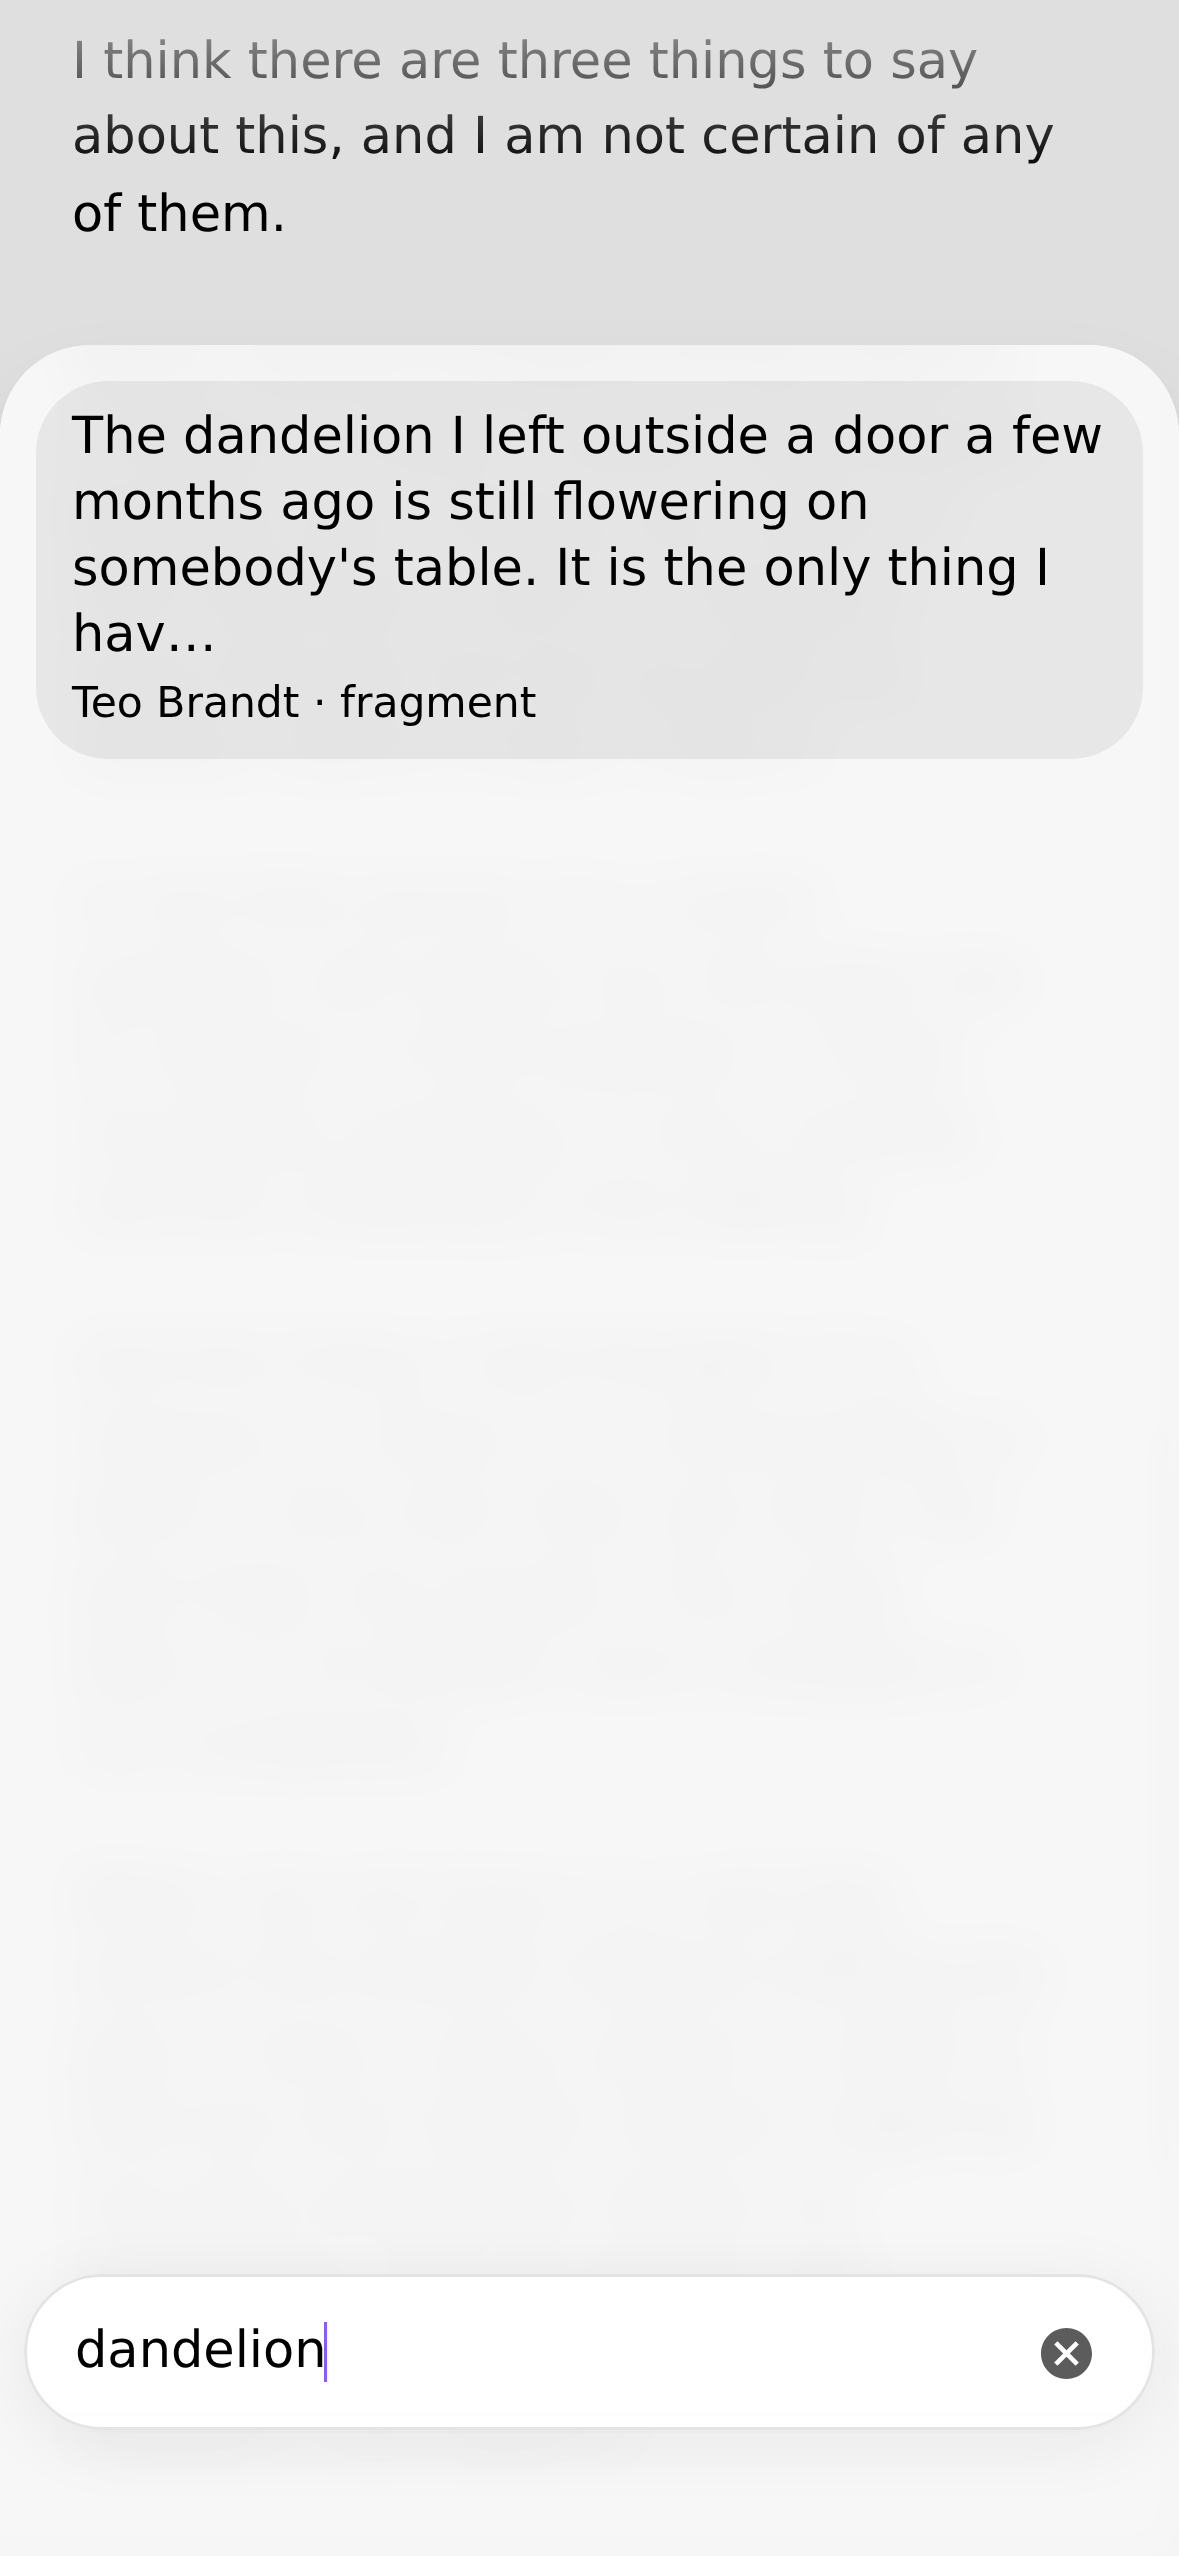 I think there are three things to say
about this, and I am not certain of any
of them.
The dandelion I left outside a door a few
months ago is still flowering on
somebody's table. It is the only thing I
hav…
Teo Brandt · fragment
dandelion